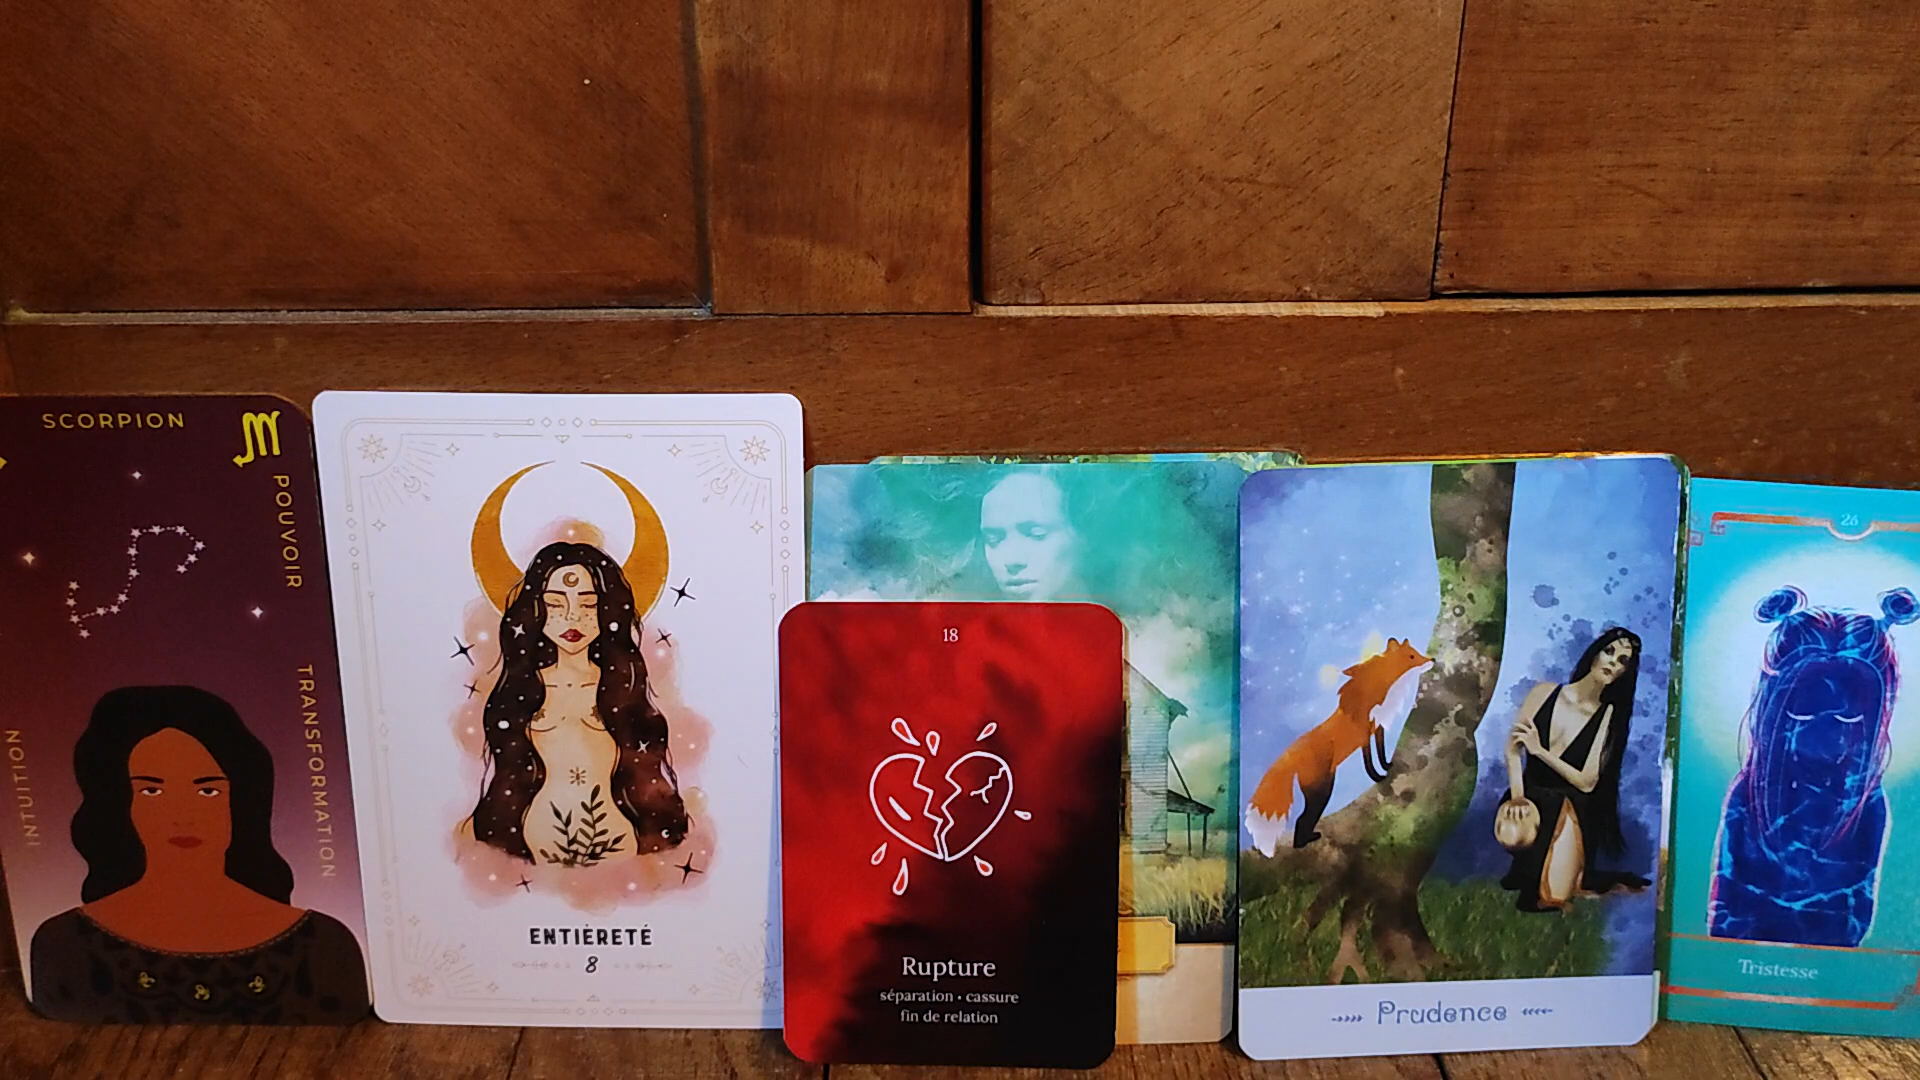 SCORPION
POUVOIR
TRANSFORMATION
INTUITION
ENTIÈRETÉ
8
18
Rupture
séparation • cassure
fin de relation
Prudence
26
Tristesse